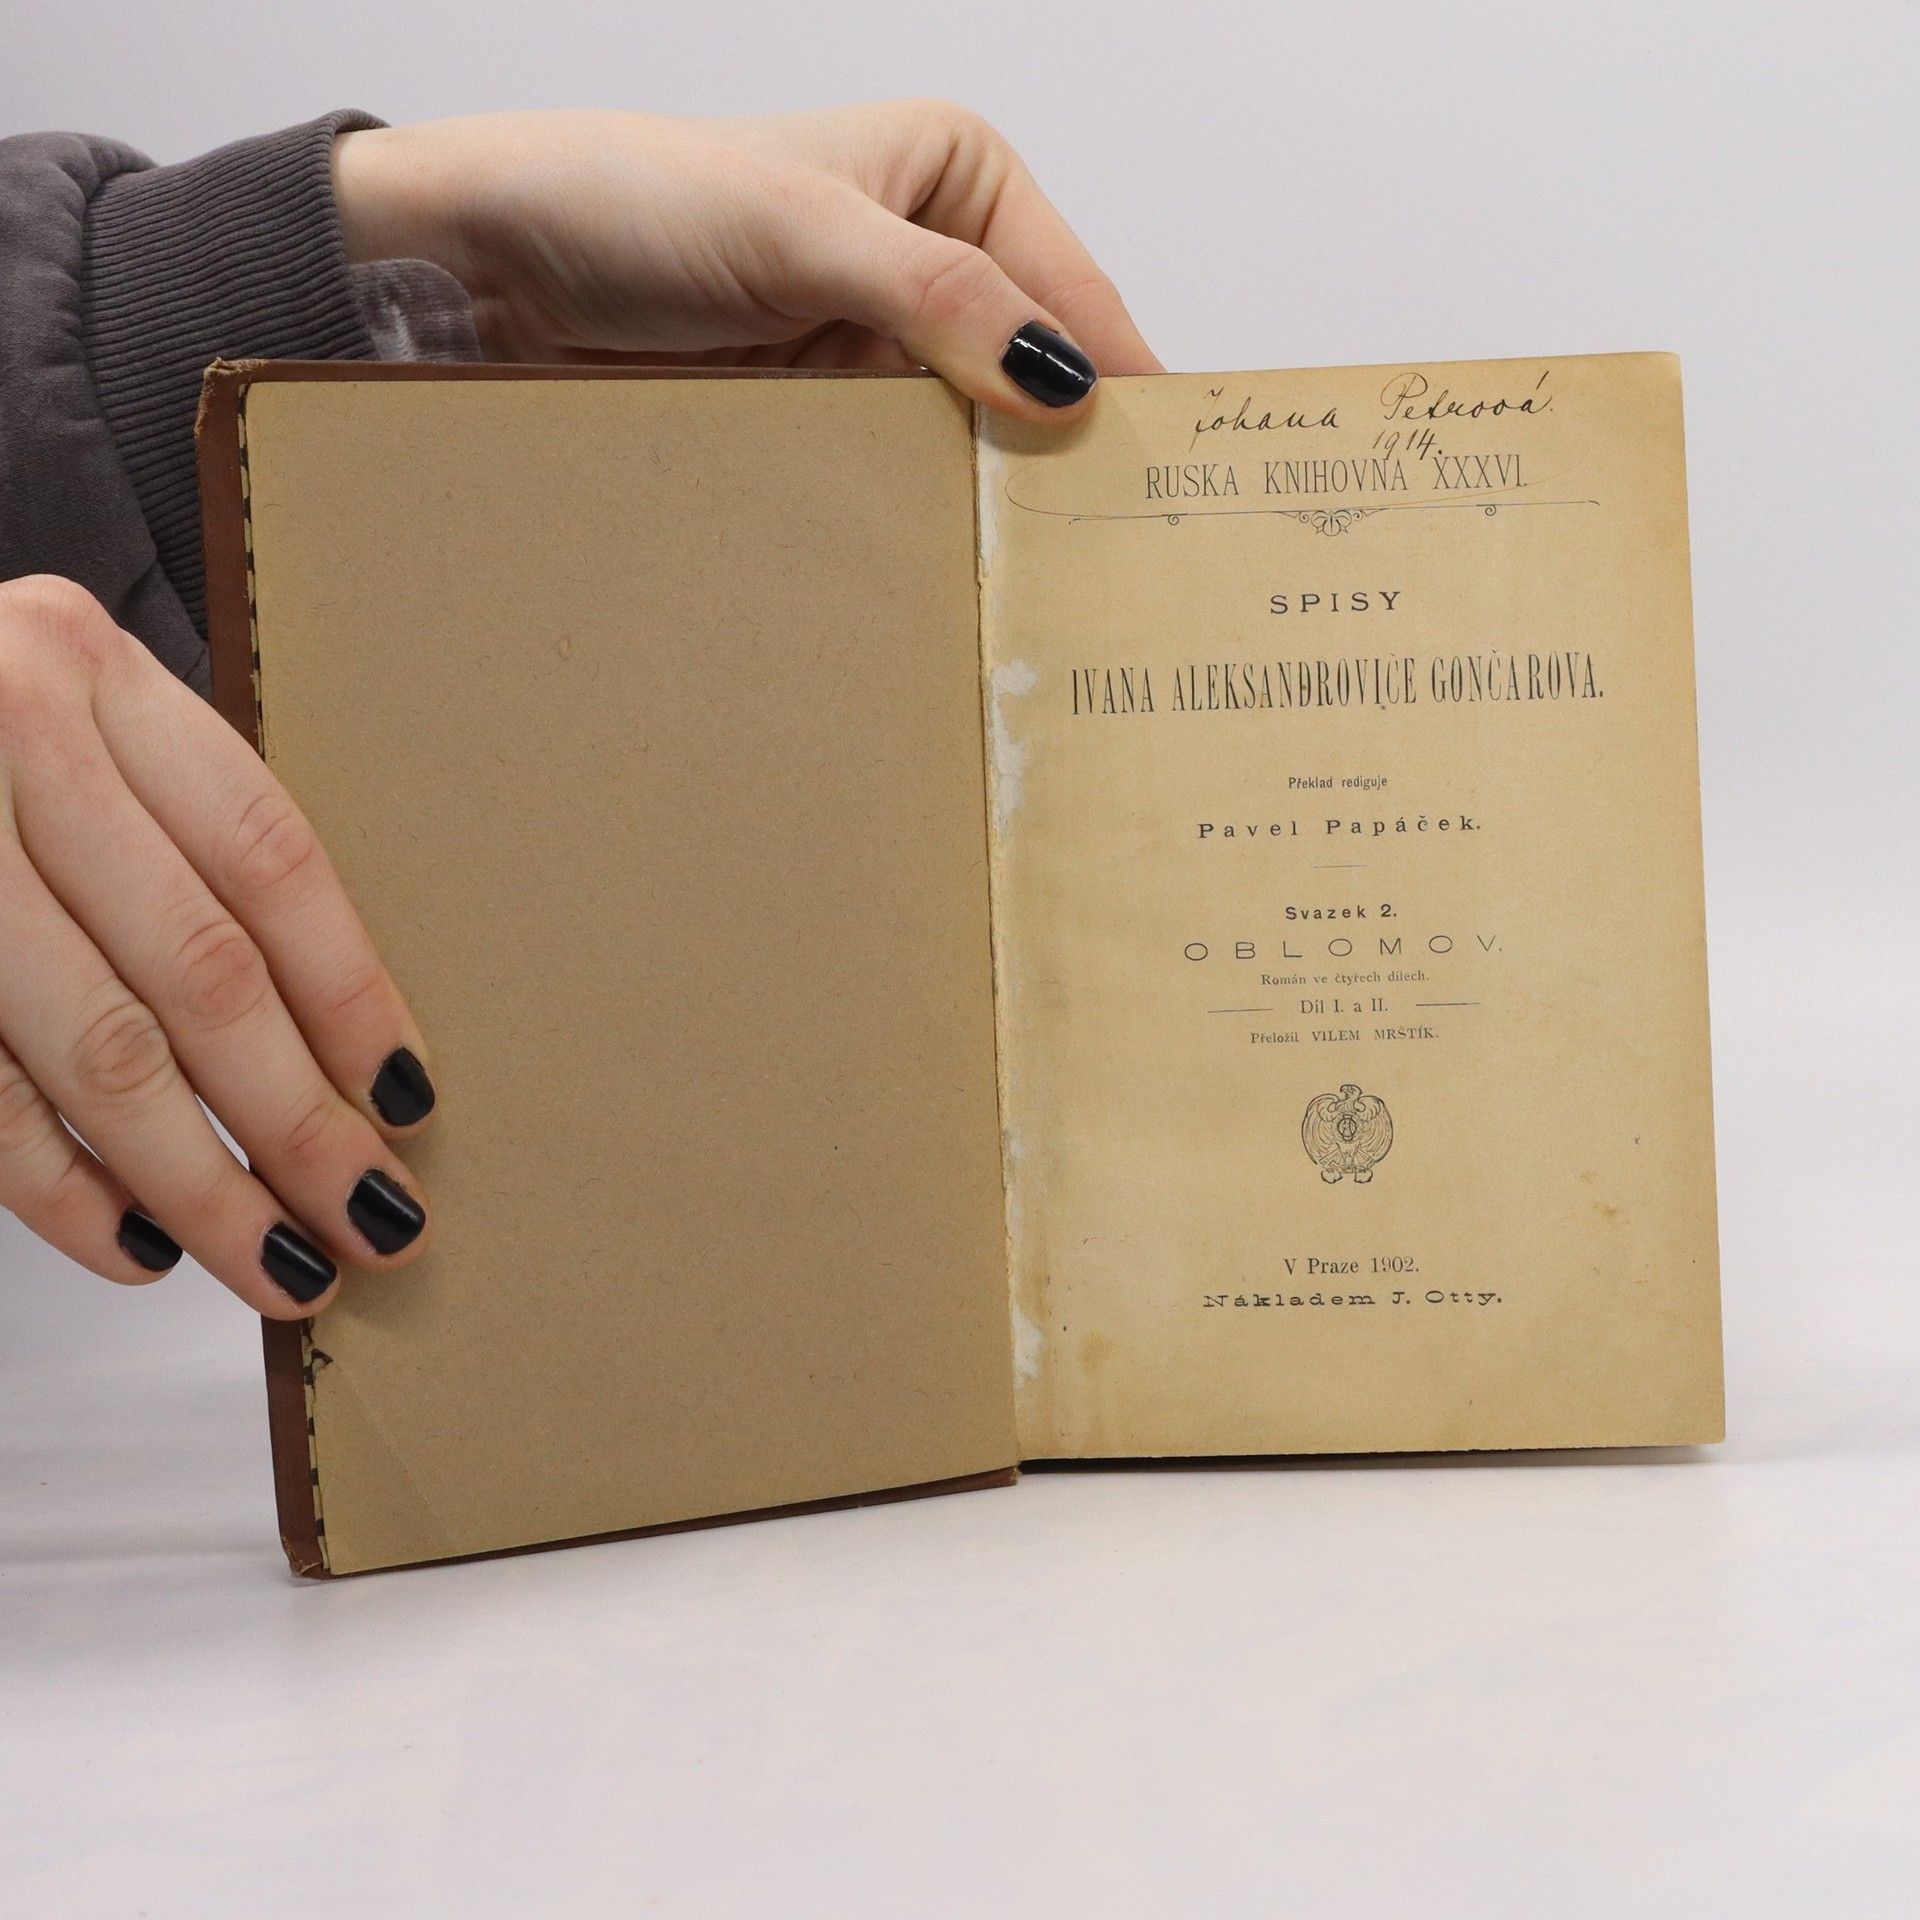 Johana Petrová.
1914.
RUSKA KNIHOVNA XXXVI.
SPISY
IVANA ALEKSANDROVIČE GONČAROVA.
Překlad rediguje
Pavel Papáček.
Svazek 2.
OBLOMOV.
Román ve čtyřech dílech.
Díl I. a II.
Přeložil VILEM MRŠTÍK.
V Praze 1902.
Nákladem J. Otty.